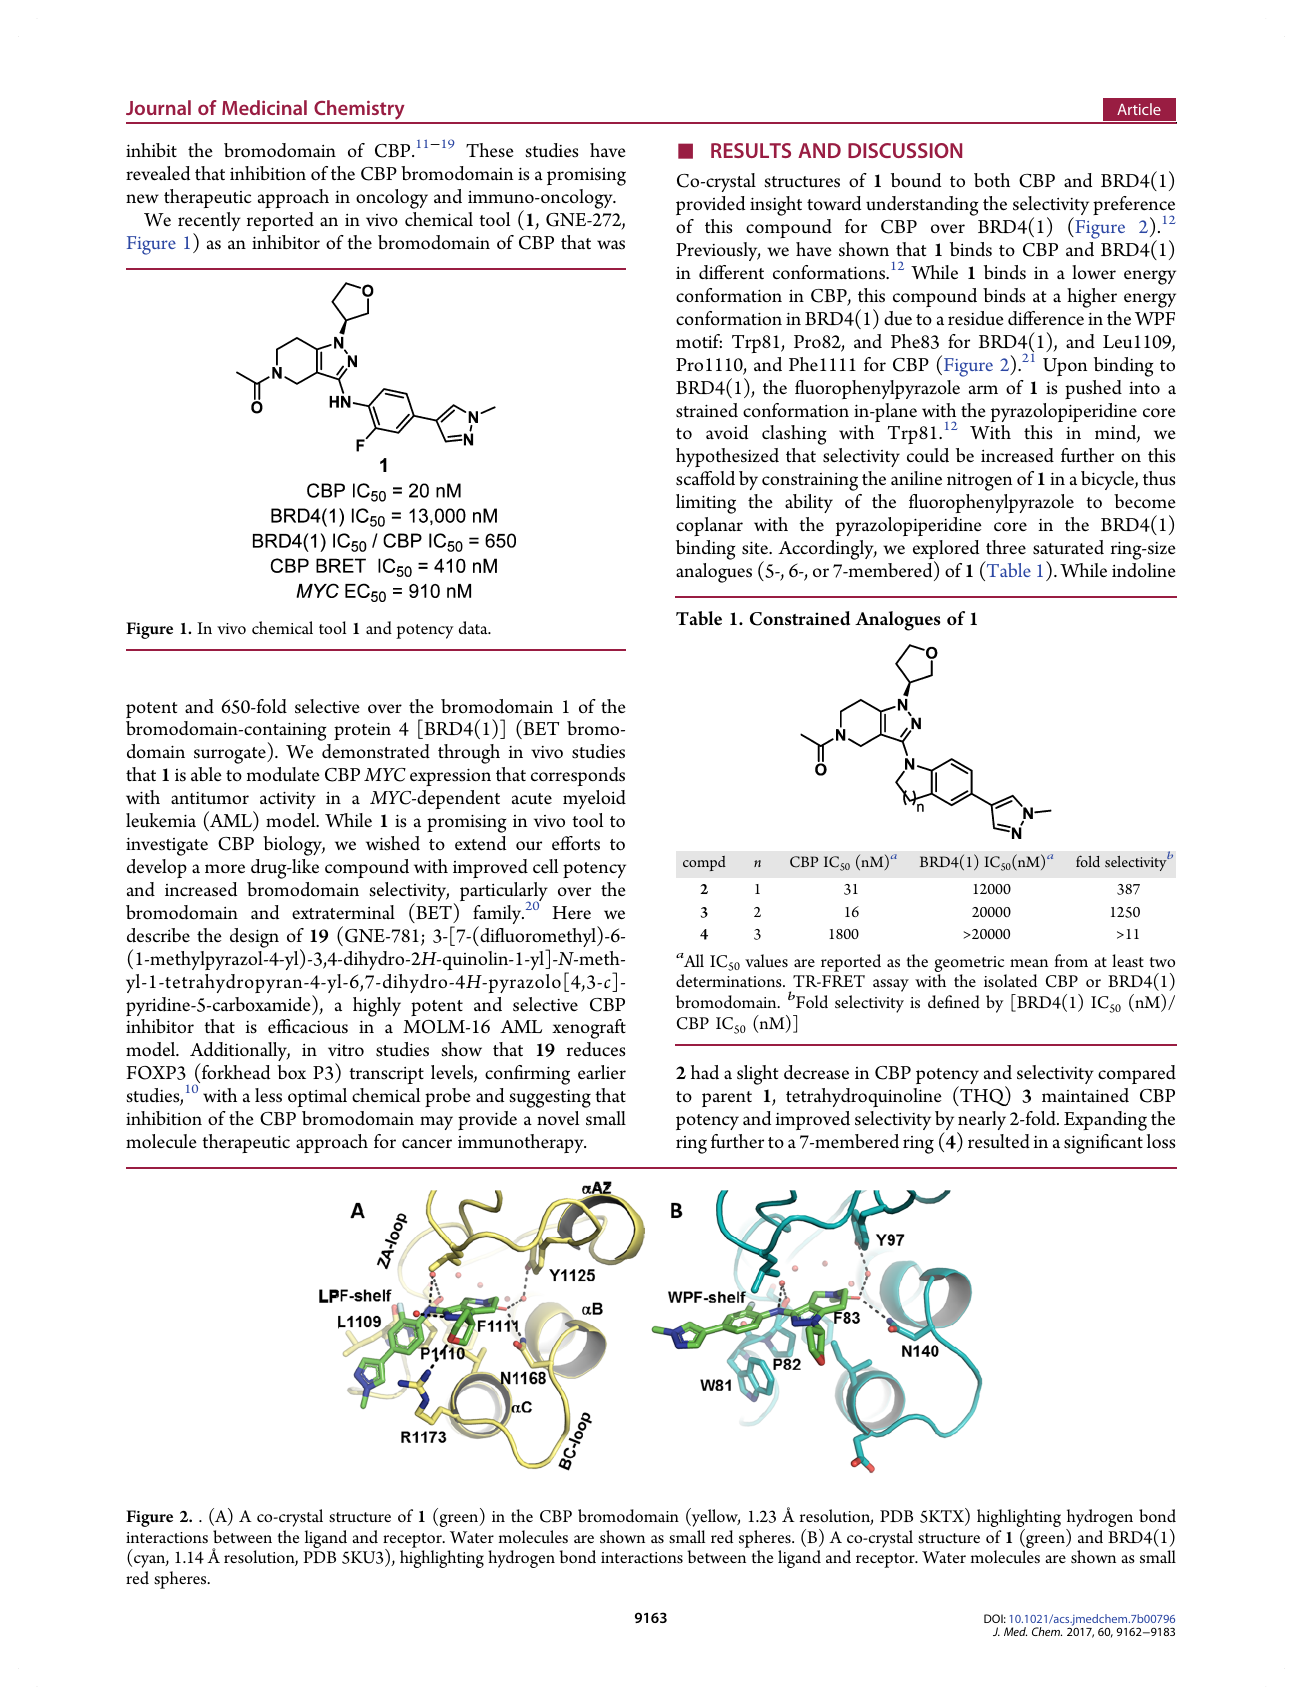 Journal of Medicinal Chemistry
Article
inhibit the bromodomain of CBP.11−19 These studies have
revealed that inhibition of the CBP bromodomain is a promising
new therapeutic approach in oncology and immuno-oncology.
We recently reported an in vivo chemical tool (1, GNE-272,
Figure 1) as an inhibitor of the bromodomain of CBP that was
O
N
N
N
O
HN
F
N
N
1
CBP IC50 = 20 nM
BRD4(1) IC50 = 13,000 nM
BRD4(1) IC50 / CBP IC50 = 650
CBP BRET IC50 = 410 nM
MYC EC50 = 910 nM
Figure 1. In vivo chemical tool 1 and potency data.
potent and 650-fold selective over the bromodomain 1 of the
bromodomain-containing protein 4 [BRD4(1)] (BET bromo-
domain surrogate). We demonstrated through in vivo studies
that 1 is able to modulate CBP MYC expression that corresponds
with antitumor activity in a MYC-dependent acute myeloid
leukemia (AML) model. While 1 is a promising in vivo tool to
investigate CBP biology, we wished to extend our efforts to
develop a more drug-like compound with improved cell potency
and increased bromodomain selectivity, particularly over the
bromodomain and extraterminal (BET) family.20 Here we
describe the design of 19 (GNE-781; 3-[7-(difluoromethyl)-6-
(1-methylpyrazol-4-yl)-3,4-dihydro-2H-quinolin-1-yl]-N-meth-
yl-1-tetrahydropyran-4-yl-6,7-dihydro-4H-pyrazolo[4,3-c]-
pyridine-5-carboxamide), a highly potent and selective CBP
inhibitor that is efficacious in a MOLM-16 AML xenograft
model. Additionally, in vitro studies show that 19 reduces
FOXP3 (forkhead box P3) transcript levels, confirming earlier
studies,10 with a less optimal chemical probe and suggesting that
inhibition of the CBP bromodomain may provide a novel small
molecule therapeutic approach for cancer immunotherapy.
■ RESULTS AND DISCUSSION
Co-crystal structures of 1 bound to both CBP and BRD4(1)
provided insight toward understanding the selectivity preference
of this compound for CBP over BRD4(1) (Figure 2).12
Previously, we have shown that 1 binds to CBP and BRD4(1)
in different conformations.12 While 1 binds in a lower energy
conformation in CBP, this compound binds at a higher energy
conformation in BRD4(1) due to a residue difference in the WPF
motif: Trp81, Pro82, and Phe83 for BRD4(1), and Leu1109,
Pro1110, and Phe1111 for CBP (Figure 2).21 Upon binding to
BRD4(1), the fluorophenylpyrazole arm of 1 is pushed into a
strained conformation in-plane with the pyrazolopiperidine core
to avoid clashing with Trp81.12 With this in mind, we
hypothesized that selectivity could be increased further on this
scaffold by constraining the aniline nitrogen of 1 in a bicycle, thus
limiting the ability of the fluorophenylpyrazole to become
coplanar with the pyrazolopiperidine core in the BRD4(1)
binding site. Accordingly, we explored three saturated ring-size
analogues (5-, 6-, or 7-membered) of 1 (Table 1). While indoline
Table 1. Constrained Analogues of 1
O
N
N
N
O
N
( )n
N
N
compd n CBP IC50 (nM)a BRD4(1) IC50(nM)a fold selectivityb
2 1 31 12000 387
3 2 16 20000 1250
4 3 1800 >20000 >11
aAll IC50 values are reported as the geometric mean from at least two
determinations. TR-FRET assay with the isolated CBP or BRD4(1)
bromodomain. bFold selectivity is defined by [BRD4(1) IC50 (nM)/
CBP IC50 (nM)]
2 had a slight decrease in CBP potency and selectivity compared
to parent 1, tetrahydroquinoline (THQ) 3 maintained CBP
potency and improved selectivity by nearly 2-fold. Expanding the
ring further to a 7-membered ring (4) resulted in a significant loss
A
αAZ
ZA-loop
Y1125
LPF-shelf
L1109
αB
F1111
P1110
N1168
αC
R1173
BC-loop
B
Y97
WPF-shelf
F83
N140
P82
W81
Figure 2. . (A) A co-crystal structure of 1 (green) in the CBP bromodomain (yellow, 1.23 Å resolution, PDB 5KTX) highlighting hydrogen bond
interactions between the ligand and receptor. Water molecules are shown as small red spheres. (B) A co-crystal structure of 1 (green) and BRD4(1)
(cyan, 1.14 Å resolution, PDB 5KU3), highlighting hydrogen bond interactions between the ligand and receptor. Water molecules are shown as small
red spheres.
9163
DOI: 10.1021/acs.jmedchem.7b00796
J. Med. Chem. 2017, 60, 9162−9183